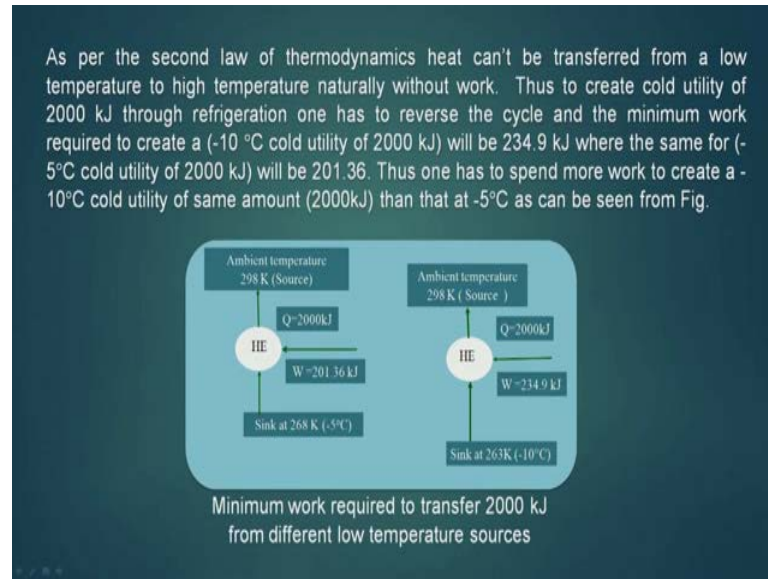 As per the second law of thermodynamics heat can't be transferred from a low
temperature to high temperature naturally without work. Thus to create cold utility of
2000 kJ through refrigeration one has to reverse the cycle and the minimum work
required to create a (-10 °C cold utility of 2000 kJ) will be 234.9 kJ where the same for (-
5°C cold utility of 2000 kJ) will be 201.36. Thus one has to spend more work to create a -
10°C cold utility of same amount (2000kJ) than that at -5°C as can be seen from Fig.
Ambient temperature
298 K (Source)
Q=2000kJ
HE
W =201.36 kJ
Sink at 268 K (-5°C)
Ambient temperature
298 K ( Source )
Q=2000kJ
HE
W =234.9 kJ
Sink at 263K (-10°C)
Minimum work required to transfer 2000 kJ
from different low temperature sources